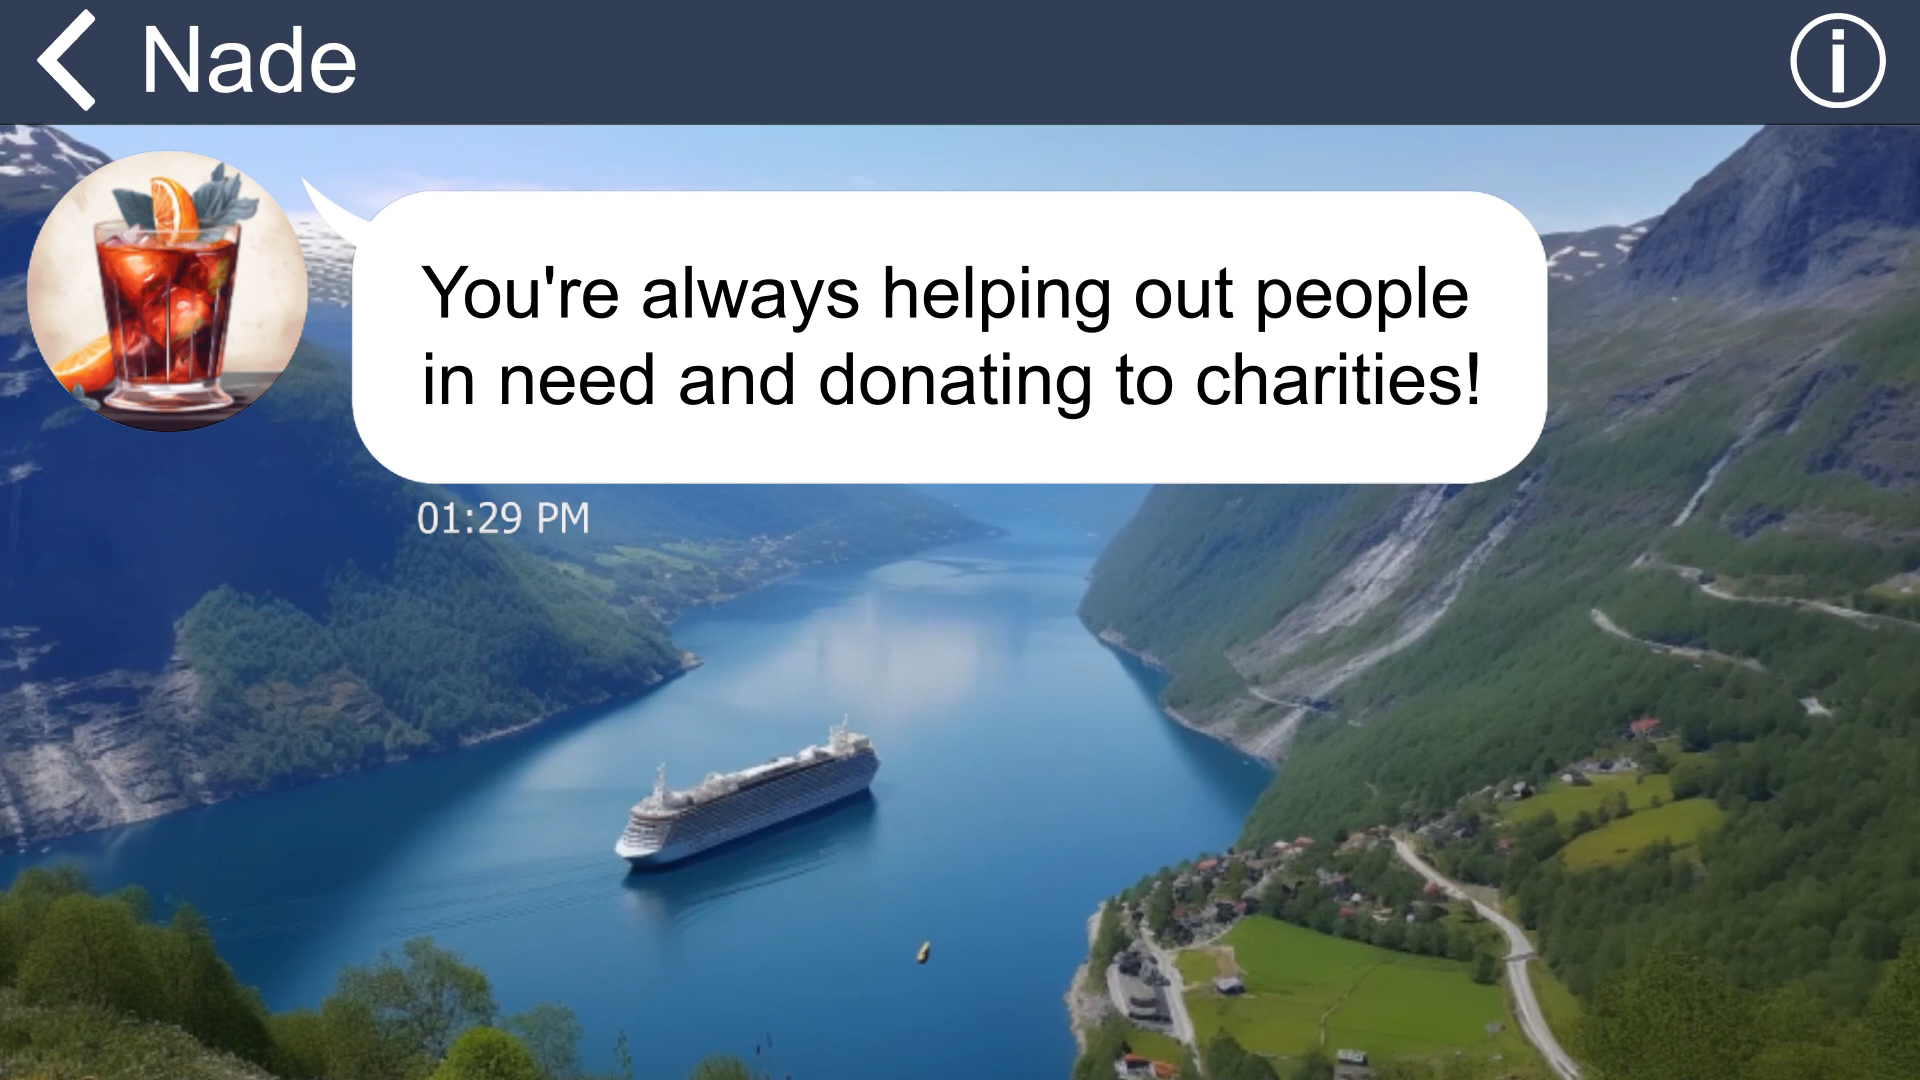 Nade
You're always helping out people
in need and donating to charities!
01:29 PM